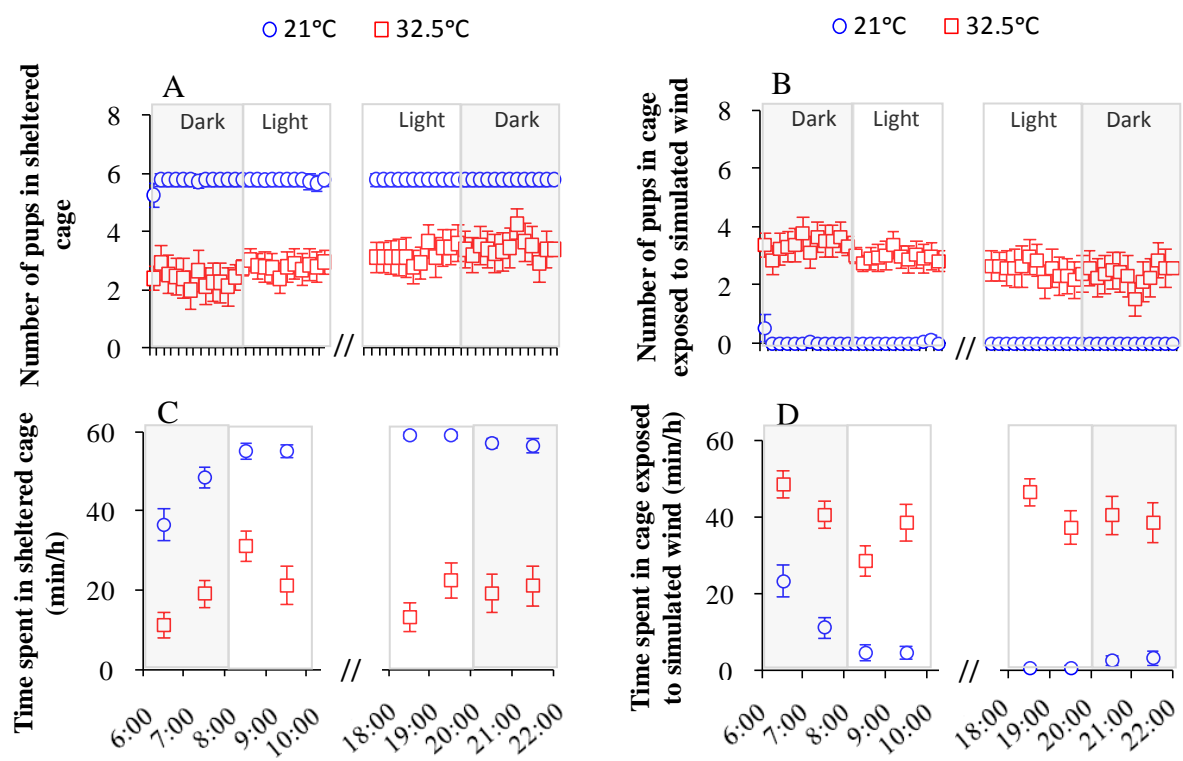 21°C 32.5°C
21°C 32.5°C
A
Number of pups in sheltered
cage
8
6
4
2
0
Dark
Light
//
Light
Dark
B
Number of pups in cage
exposed to simulated wind
8
6
4
2
0
Dark
Light
//
Light
Dark
C
Time spent in sheltered cage
(min/h)
60
40
20
0
//
6:00
7:00
8:00
9:00
10:00
18:00
19:00
20:00
21:00
22:00
D
Time spent in cage exposed
to simulated wind (min/h)
60
40
20
0
//
6:00
7:00
8:00
9:00
10:00
18:00
19:00
20:00
21:00
22:00